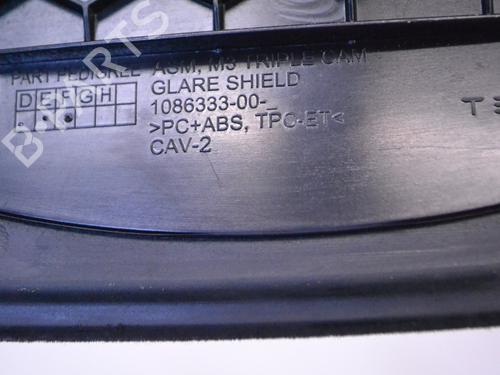 PART PEDIGREE
D E F G H
ASM, M3 TRIPLE CAM
GLARE SHIELD
1086333-00-_
>PC+ABS, TPC-ET<
CAV-2